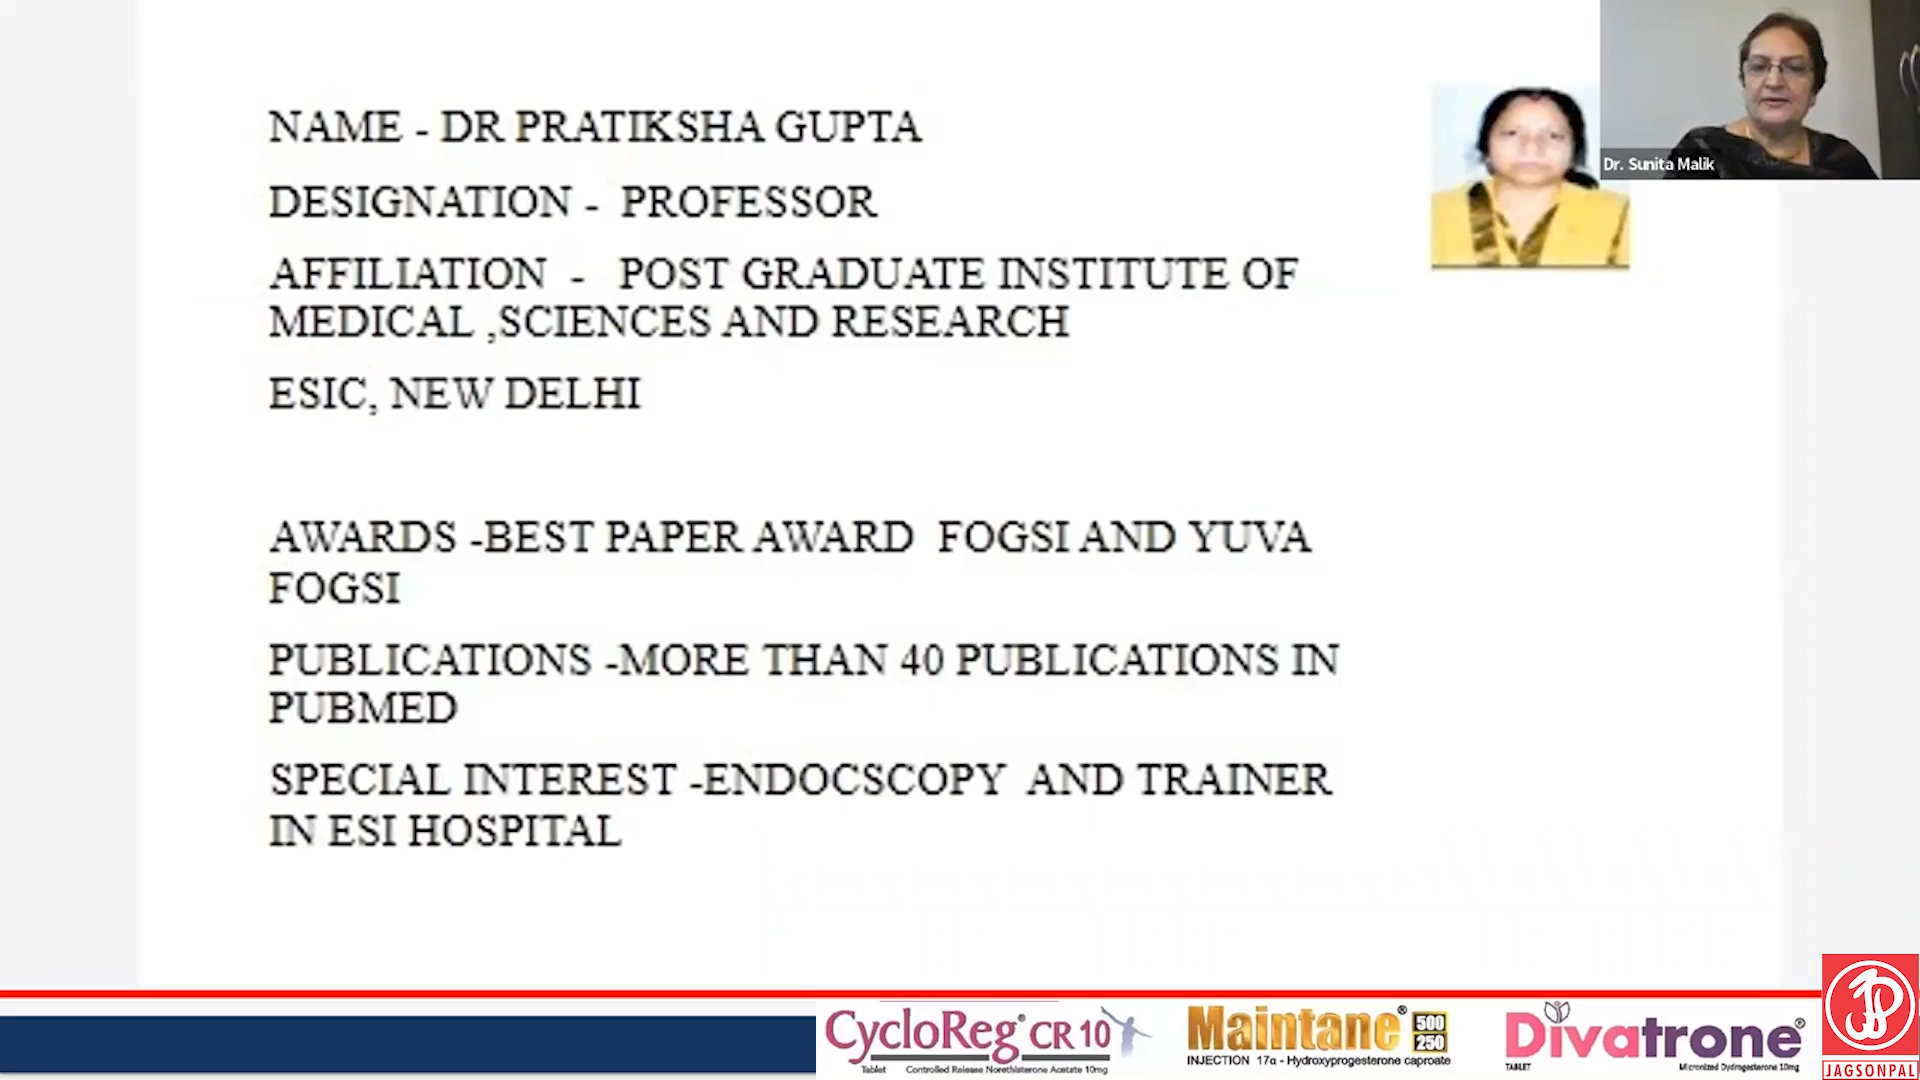 NAME - DR PRATIKSHA GUPTA
DESIGNATION - PROFESSOR
AFFILIATION - POST GRADUATE INSTITUTE OF
MEDICAL ,SCIENCES AND RESEARCH
ESIC, NEW DELHI
AWARDS -BEST PAPER AWARD FOGSI AND YUVA
FOGSI
PUBLICATIONS -MORE THAN 40 PUBLICATIONS IN
PUBMED
SPECIAL INTEREST -ENDOCSCOPY AND TRAINER
IN ESI HOSPITAL
Dr. Sunita Malik
CycloReg® CR 10
Tablet Controlled Release Norethisterone Acetate 10mg
Maintane® 500
250
INJECTION 17α - Hydroxyprogesterone caproate
Divatrone®
TABLET Micronized Dydrogesterone 10mg
JAGSONPAL